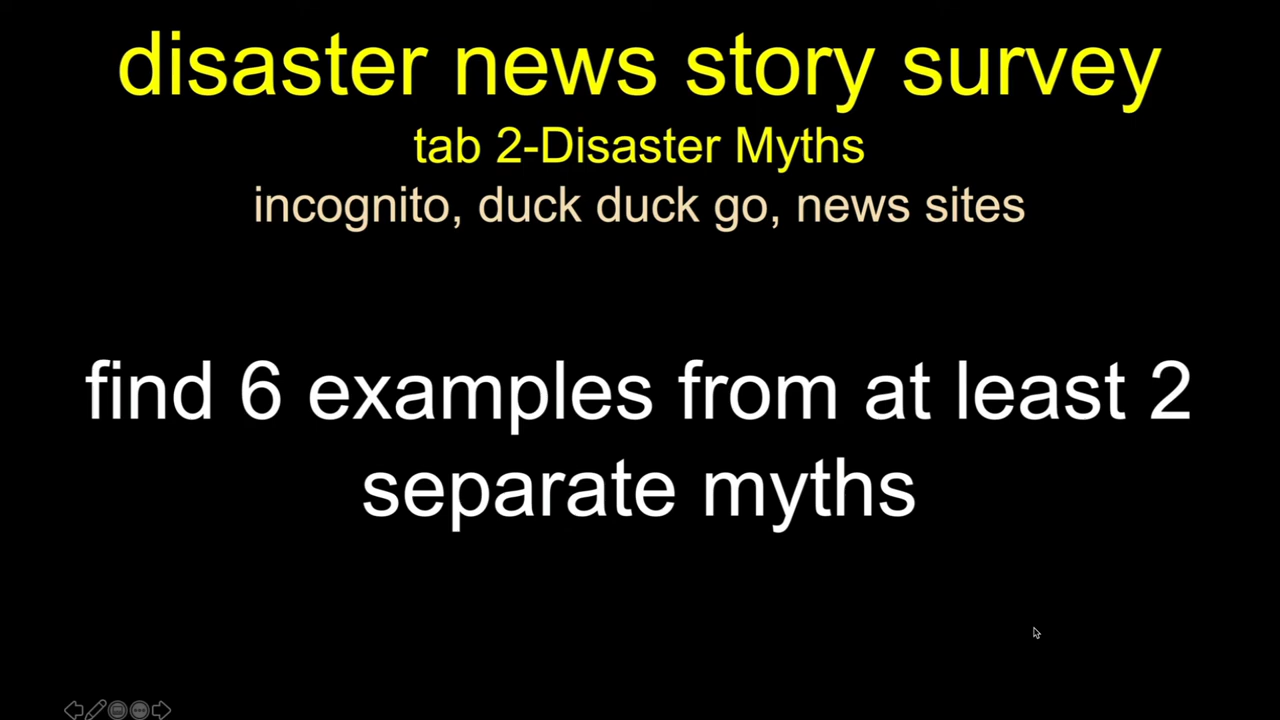 disaster news story survey
tab 2-Disaster Myths
incognito, duck duck go, news sites
find 6 examples from at least 2
separate myths